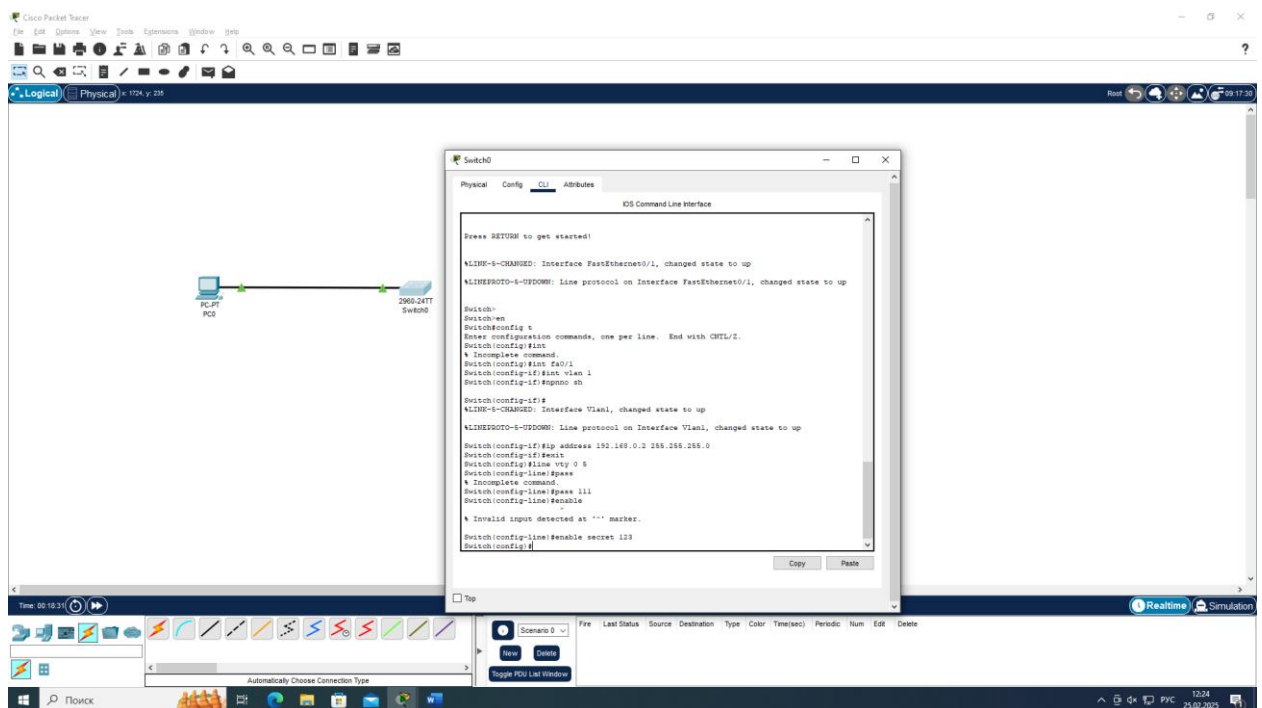 Cisco Packet Tracer
File Edit Options View Tools Extensions Window Help
?
Logical Physical x: 1724, y: 235 Root 09:17:30
PC-PT
PC0
2960-24TT
Switch0
Switch0
Physical Config CLI Attributes
IOS Command Line Interface
Press RETURN to get started!
%LINK-5-CHANGED: Interface FastEthernet0/1, changed state to up
%LINEPROTO-5-UPDOWN: Line protocol on Interface FastEthernet0/1, changed state to up
Switch>
Switch>en
Switch#config t
Enter configuration commands, one per line. End with CNTL/Z.
Switch(config)#int
% Incomplete command.
Switch(config)#int fa0/1
Switch(config-if)#int vlan 1
Switch(config-if)#npnno sh
Switch(config-if)#
%LINK-5-CHANGED: Interface Vlan1, changed state to up
%LINEPROTO-5-UPDOWN: Line protocol on Interface Vlan1, changed state to up
Switch(config-if)#ip address 192.168.0.2 255.255.255.0
Switch(config-if)#exit
Switch(config)#line vty 0 5
Switch(config-line)#pass
% Incomplete command.
Switch(config-line)#pass 111
Switch(config-line)#enable
^
% Invalid input detected at '^' marker.
Switch(config-line)#enable secret 123
Switch(config)#
Copy Paste
Top
Time: 00:18:31 Realtime Simulation
Scenario 0 Fire Last Status Source Destination Type Color Time(sec) Periodic Num Edit Delete
New Delete
Toggle PDU List Window
Automatically Choose Connection Type
Поиск
РУС 12:24
25.02.2025